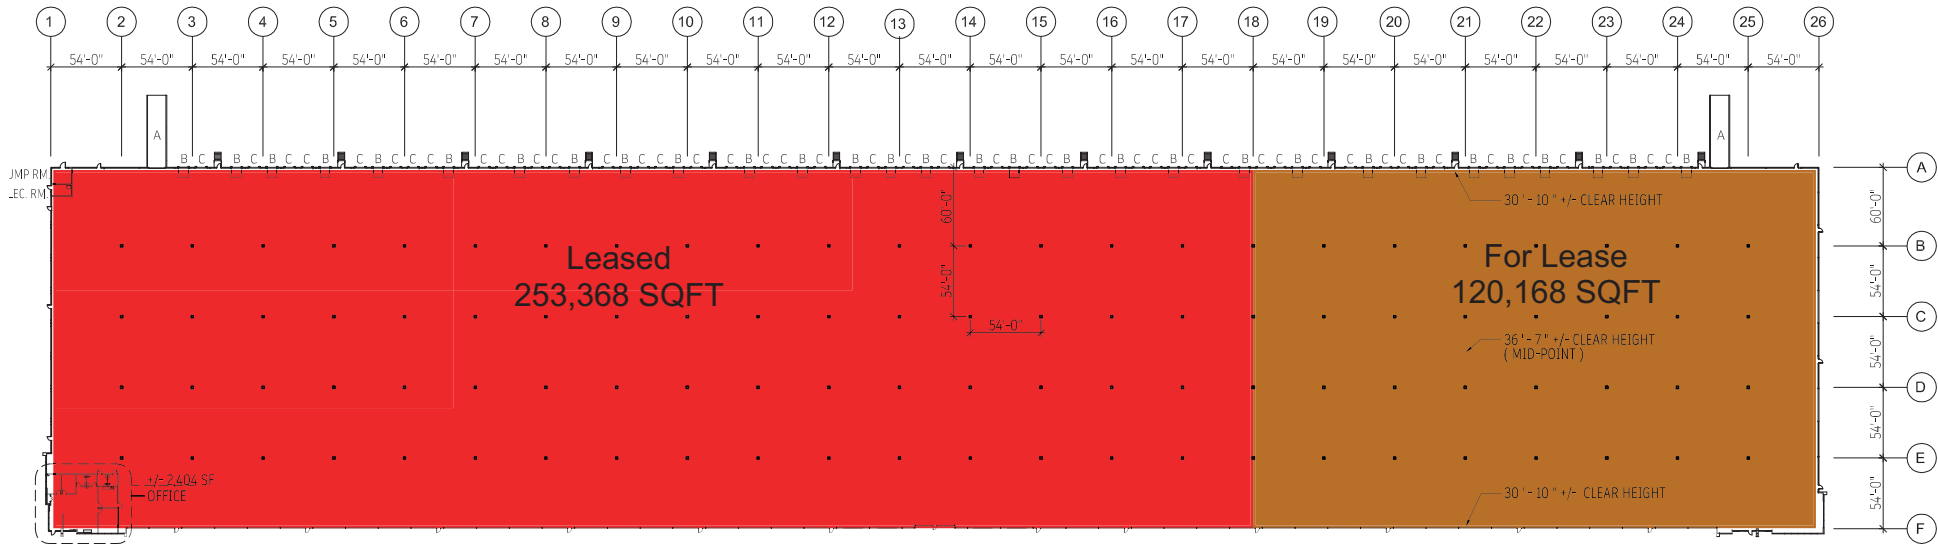 1 2 3 4 5 6 7 8 9 10 11 12 13 14 15 16 17 18 19 20 21 22 23 24 25 26
54'-0" 54'-0" 54'-0" 54'-0" 54'-0" 54'-0" 54'-0" 54'-0" 54'-0" 54'-0" 54'-0" 54'-0" 54'-0" 54'-0" 54'-0" 54'-0" 54'-0" 54'-0" 54'-0" 54'-0" 54'-0" 54'-0" 54'-0" 54'-0" 54'-0"
A A
B C B C C B C B C C B C C B C C B C C B C C B C C B C C B C C B C C B C C B C C B C C B C B C B C B
A
UMP RM
LEC. RM.
60'-0"
60'-0"
30'-10" +/- CLEAR HEIGHT
B
Leased
253,368 SQFT
For Lease
120,168 SQFT
54'-0"
54'-0"
C
54'-0"
36'-7" +/- CLEAR HEIGHT
( MID-POINT )
54'-0"
D
54'-0"
E
+/- 2,404 SF
OFFICE
30'-10" +/- CLEAR HEIGHT
54'-0"
F